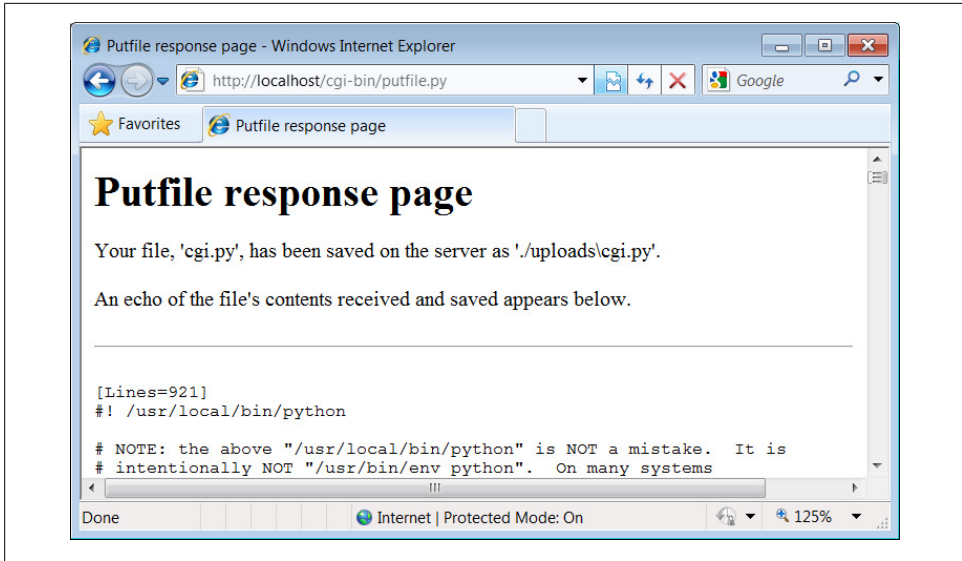 Putfile response page - Windows Internet Explorer
http://localhost/cgi-bin/putfile.py
Google
Favorites
Putfile response page
Putfile response page
Your file, 'cgi.py', has been saved on the server as './uploads\cgi.py'.
An echo of the file's contents received and saved appears below.
[Lines=921]
#! /usr/local/bin/python
# NOTE: the above "/usr/local/bin/python" is NOT a mistake.  It is
# intentionally NOT "/usr/bin/env python".  On many systems
Done
Internet | Protected Mode: On
125%